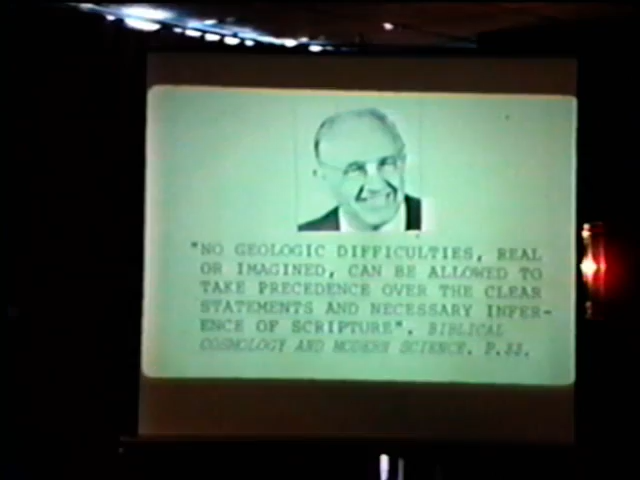 "NO GEOLOGIC DIFFICULTIES, REAL
OR IMAGINED, CAN BE ALLOWED TO
TAKE PRECEDENCE OVER THE CLEAR
STATEMENTS AND NECESSARY INFER-
ENCE OF SCRIPTURE". BIBLICAL
COSMOLOGY AND MODERN SCIENCE. P.33.